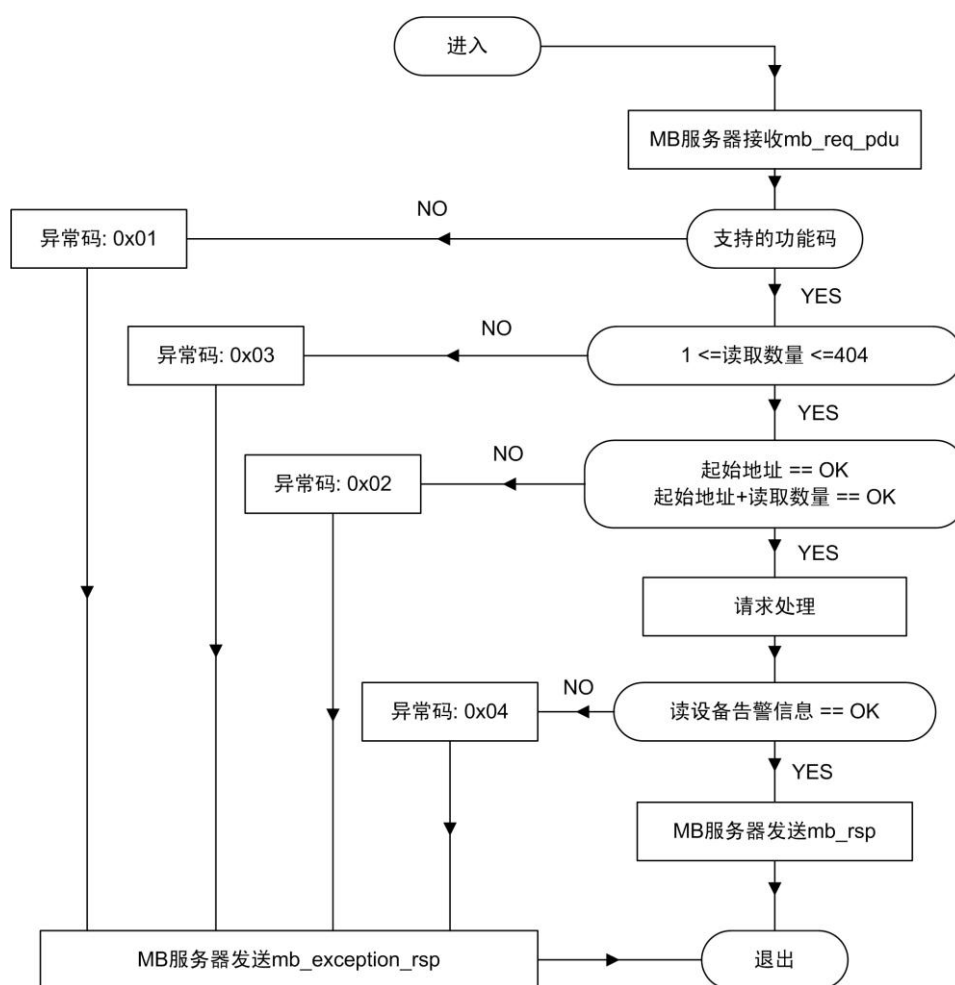 进入
MB服务器接收mb_req_pdu
NO
异常码: 0x01
支持的功能码
YES
NO
异常码: 0x03
1 <=读取数量 <=404
YES
NO
异常码: 0x02
起始地址 == OK
起始地址+读取数量 == OK
YES
请求处理
NO
异常码: 0x04
读设备告警信息 == OK
YES
MB服务器发送mb_rsp
MB服务器发送mb_exception_rsp
退出